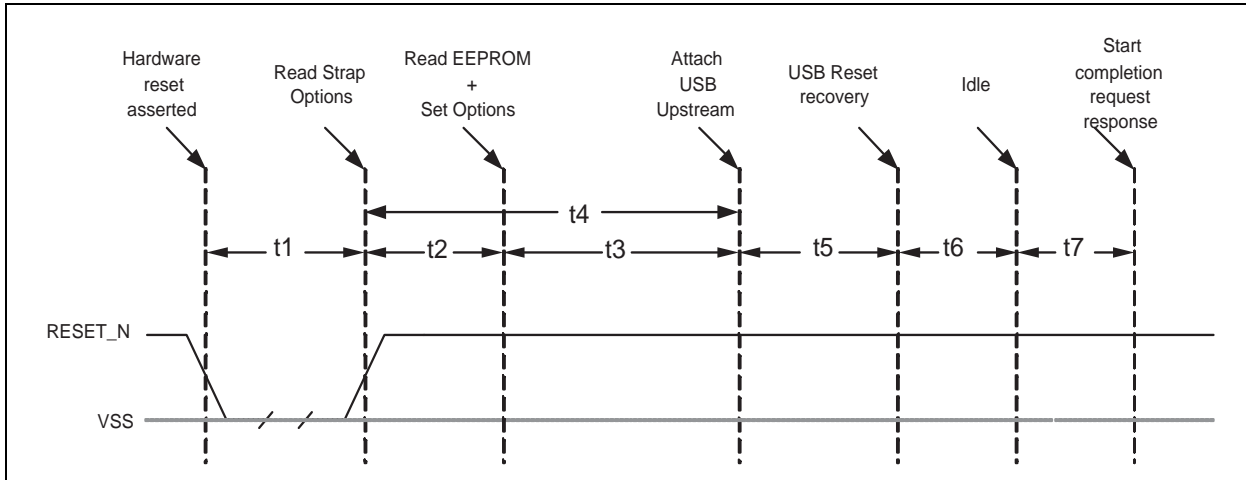 Hardware
reset
asserted
Read Strap
Options
Read EEPROM
+
Set Options
Attach
USB
Upstream
USB Reset
recovery
Idle
Start
completion
request
response
t4
t1
t2
t3
t5
t6
t7
RESET_N
VSS